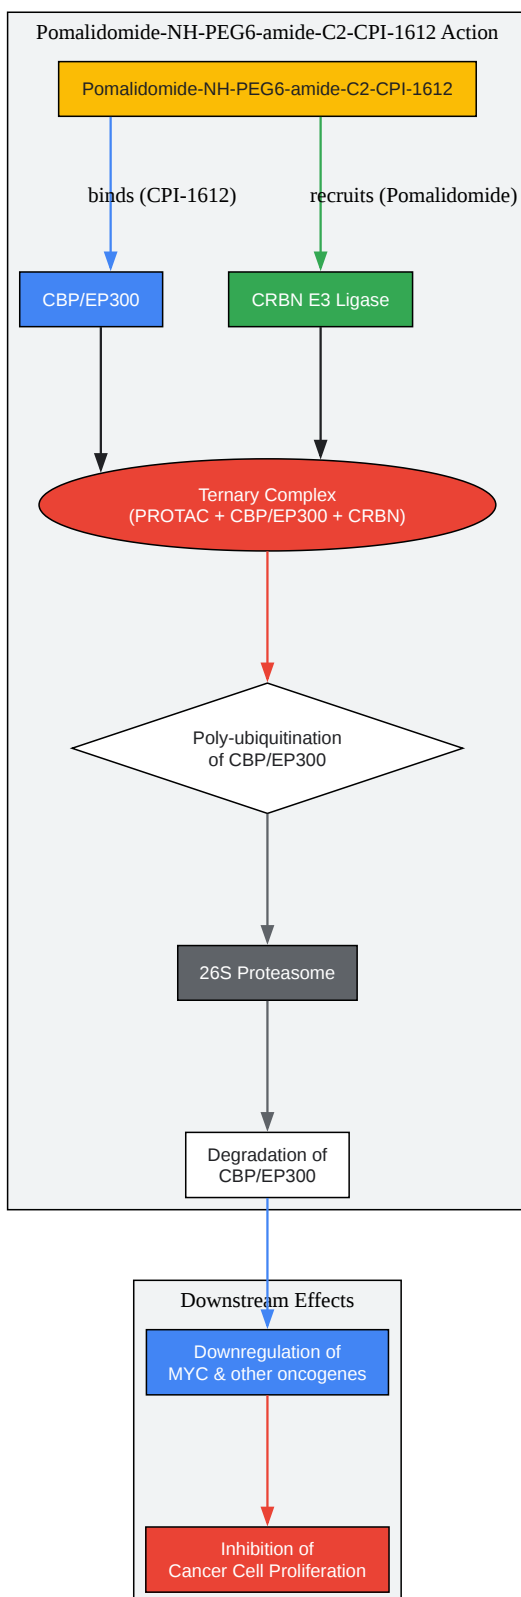 Pomalidomide-NH-PEG6-amide-C2-CPI-1612 Action
Pomalidomide-NH-PEG6-amide-C2-CPI-1612
binds (CPI-1612)
recruits (Pomalidomide)
CBP/EP300
CRBN E3 Ligase
Ternary Complex
(PROTAC + CBP/EP300 + CRBN)
Poly-ubiquitination
of CBP/EP300
26S Proteasome
Degradation of
CBP/EP300
Downstream Effects
Downregulation of
MYC & other oncogenes
Inhibition of
Cancer Cell Proliferation